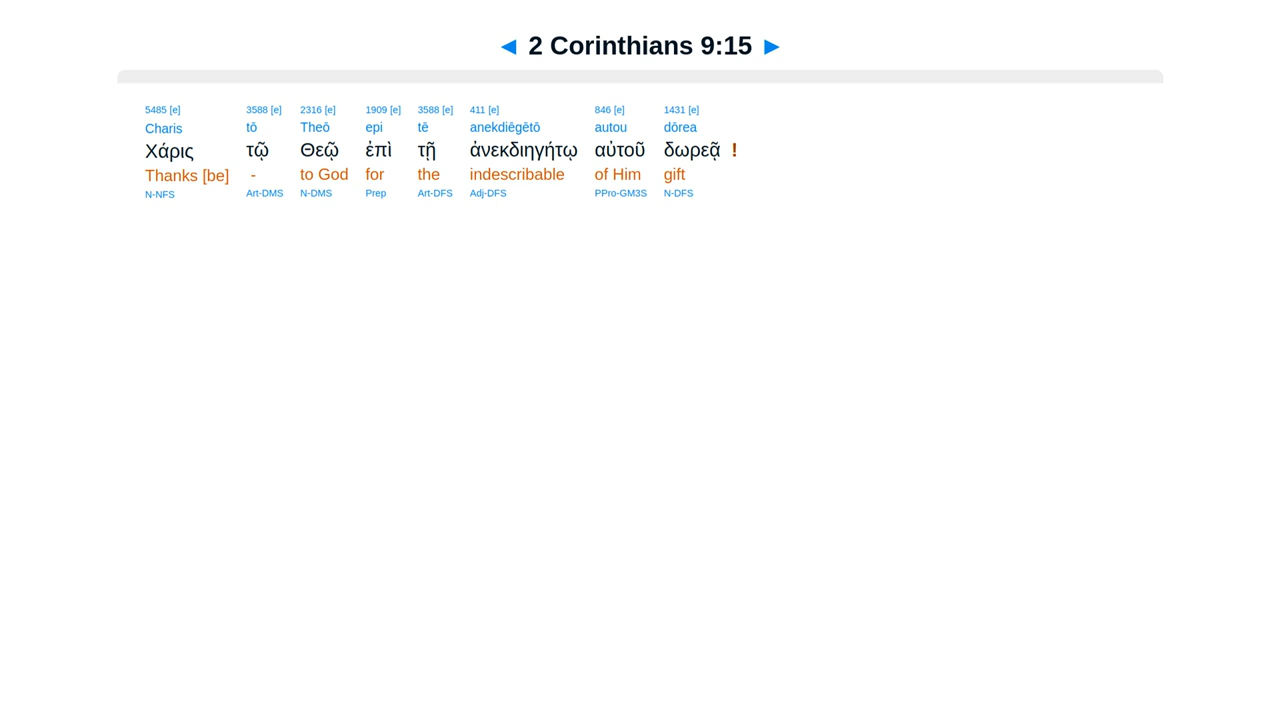 ◄ 2 Corinthians 9:15 ►
5485 [e] 3588 [e] 2316 [e] 1909 [e] 3588 [e] 411 [e] 846 [e] 1431 [e]
Charis tō Theō epi tē anekdiēgētō autou dōrea
Χάρις τῷ Θεῷ ἐπὶ τῇ ἀνεκδιηγήτῳ αὐτοῦ δωρεᾷ !
Thanks [be] - to God for the indescribable of Him gift
N-NFS Art-DMS N-DMS Prep Art-DFS Adj-DFS PPro-GM3S N-DFS